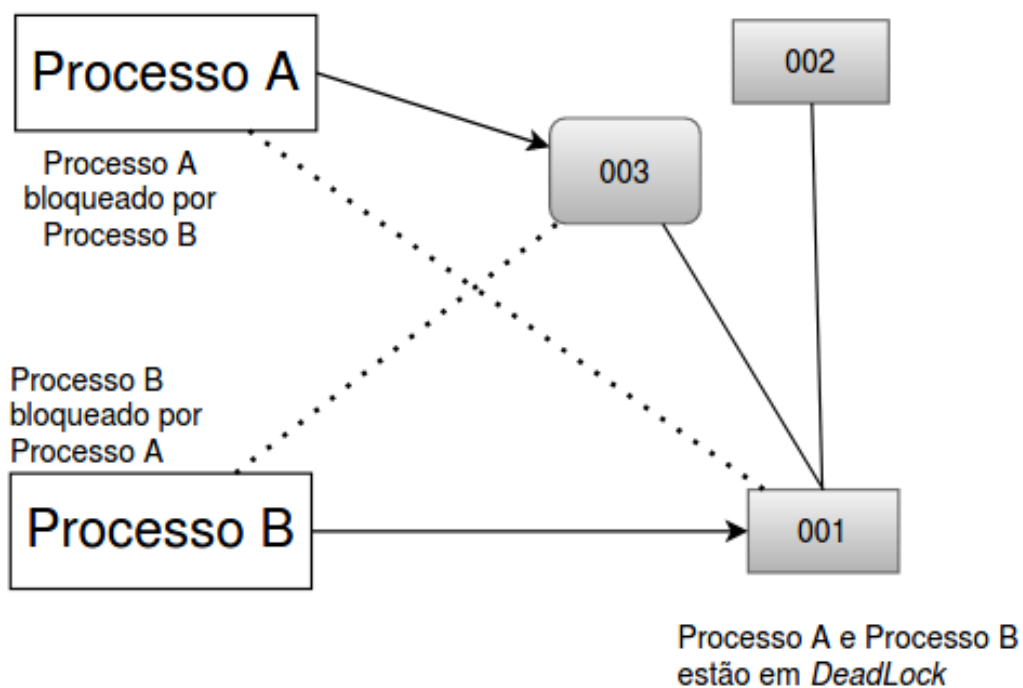 Processo A
002
003
Processo A
bloqueado por
Processo B
Processo B
bloqueado por
Processo A
Processo B
001
Processo A e Processo B
estão em DeadLock